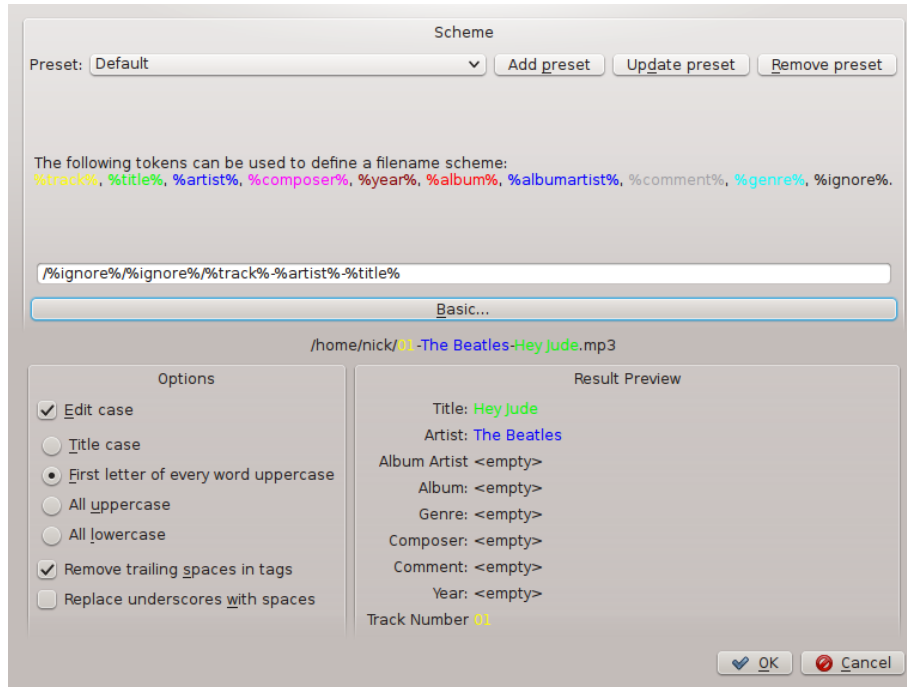 Scheme
Preset: Default Add preset Update preset Remove preset
The following tokens can be used to define a filename scheme:
%track%, %title%, %artist%, %composer%, %year%, %album%, %albumartist%, %comment%, %genre%, %ignore%.
/%ignore%/%ignore%/%track%-%artist%-%title%
Basic...
/home/nick/01-The Beatles-Hey Jude.mp3
Options
Edit case
Title case
First letter of every word uppercase
All uppercase
All lowercase
Remove trailing spaces in tags
Replace underscores with spaces
Result Preview
Title: Hey Jude
Artist: The Beatles
Album Artist <empty>
Album: <empty>
Genre: <empty>
Composer: <empty>
Comment: <empty>
Year: <empty>
Track Number 01
OK Cancel